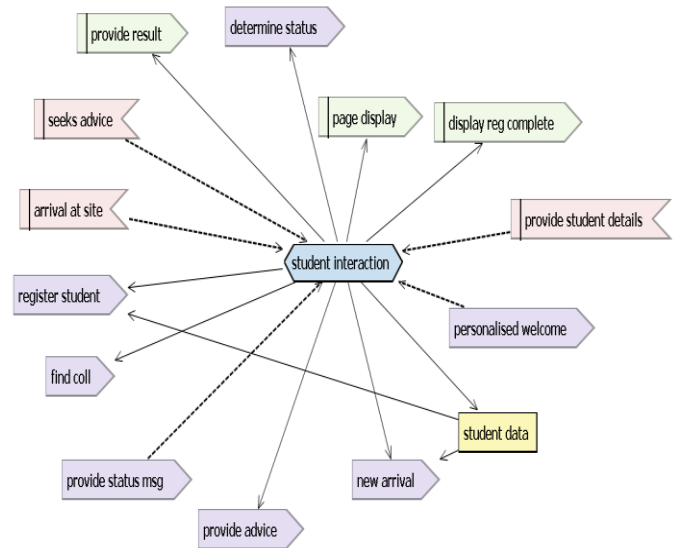 provide result
determine status
seeks advice
page display
display reg complete
arrival at site
provide student details
student interaction
register student
personalised welcome
find coll
student data
provide status msg
new arrival
provide advice